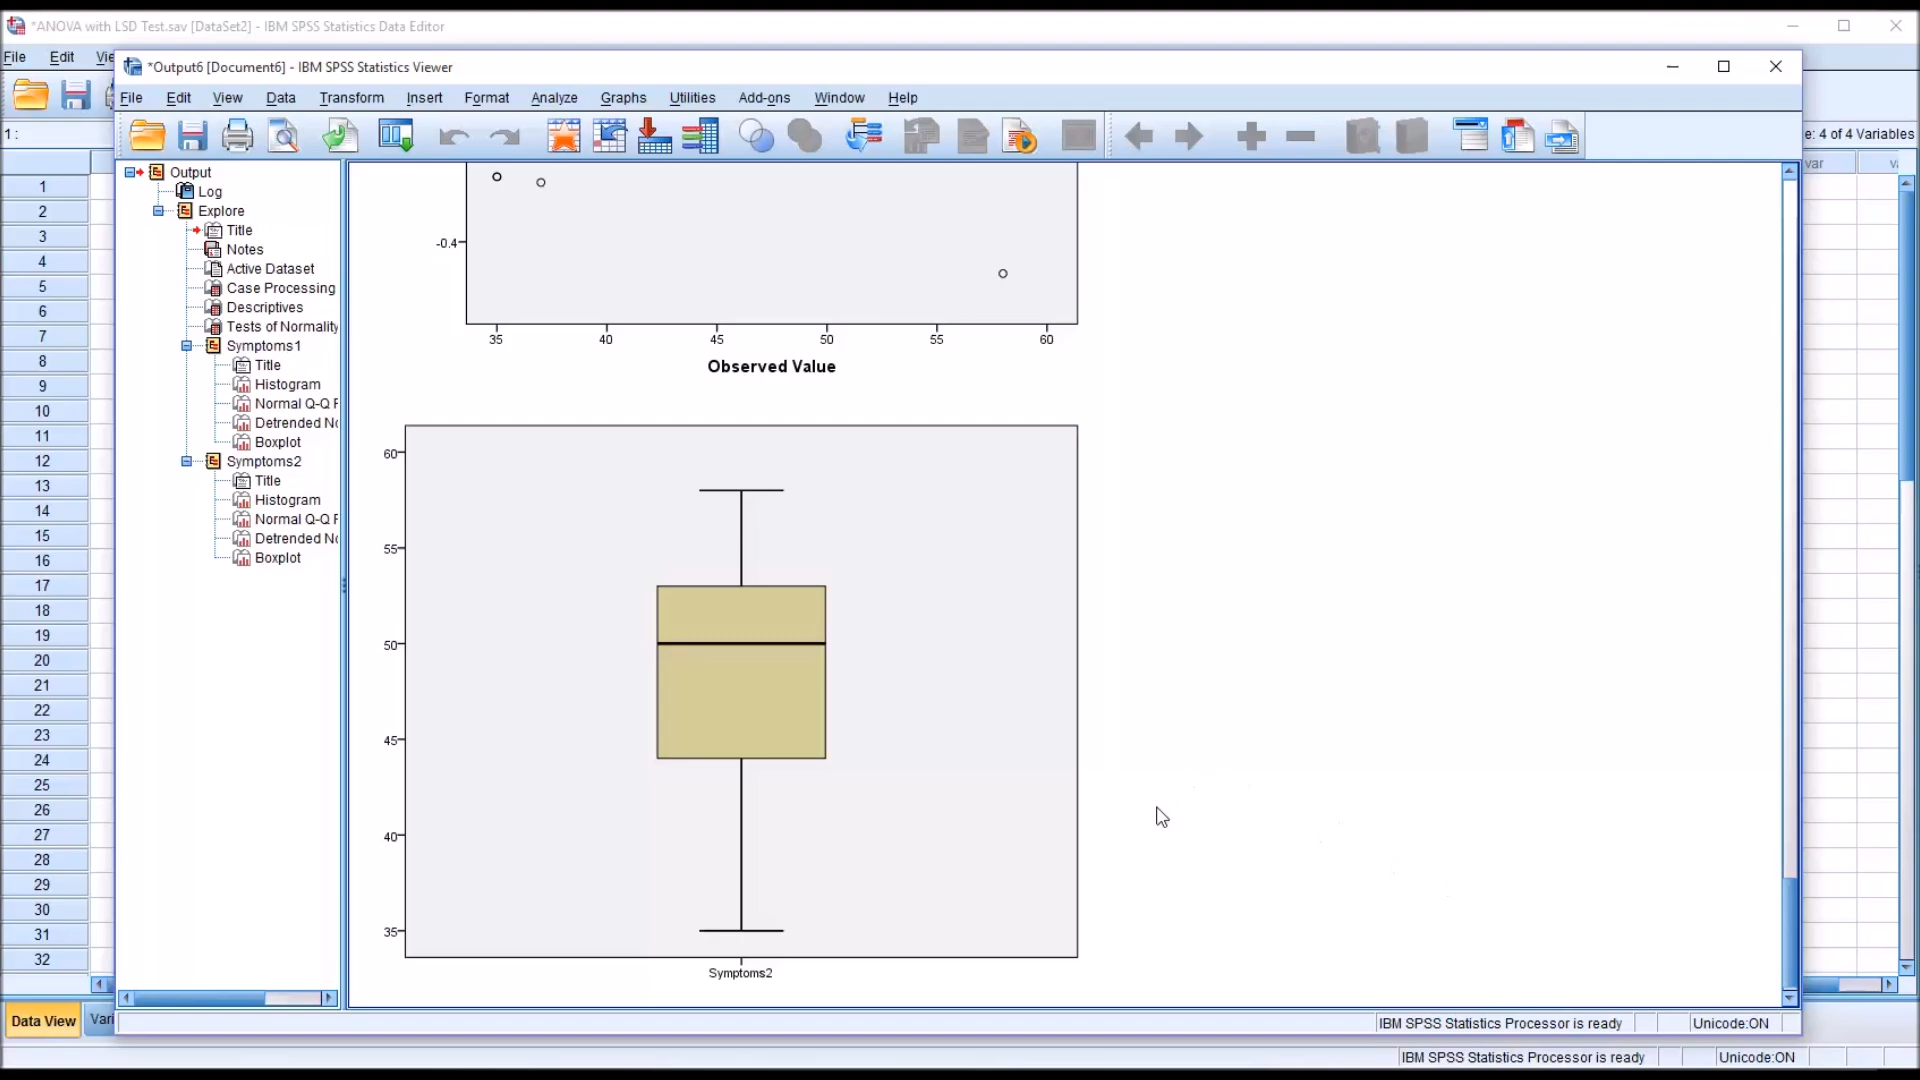 *ANOVA with LSD Test.sav [DataSet2] - IBM SPSS Statistics Data Editor
File Edit
*Output6 [Document6] - IBM SPSS Statistics Viewer
File Edit View Data Transform Insert Format Analyze Graphs Utilities Add-ons Window Help
1 :
e: 4 of 4 Variables
var
1
2
3
4
5
6
7
8
9
10
11
12
13
14
15
16
17
18
19
20
21
22
23
24
25
26
27
28
29
30
31
32
Output
Log
Explore
Title
Notes
Active Dataset
Case Processing
Descriptives
Tests of Normality
Symptoms1
Title
Histogram
Normal Q-Q
Detrended
Boxplot
Symptoms2
Title
Histogram
Normal Q-Q
Detrended
Boxplot
-0.4
35 40 45 50 55 60
Observed Value
60
55
50
45
40
35
Symptoms2
Data View
Vari
IBM SPSS Statistics Processor is ready Unicode:ON
IBM SPSS Statistics Processor is ready Unicode:ON